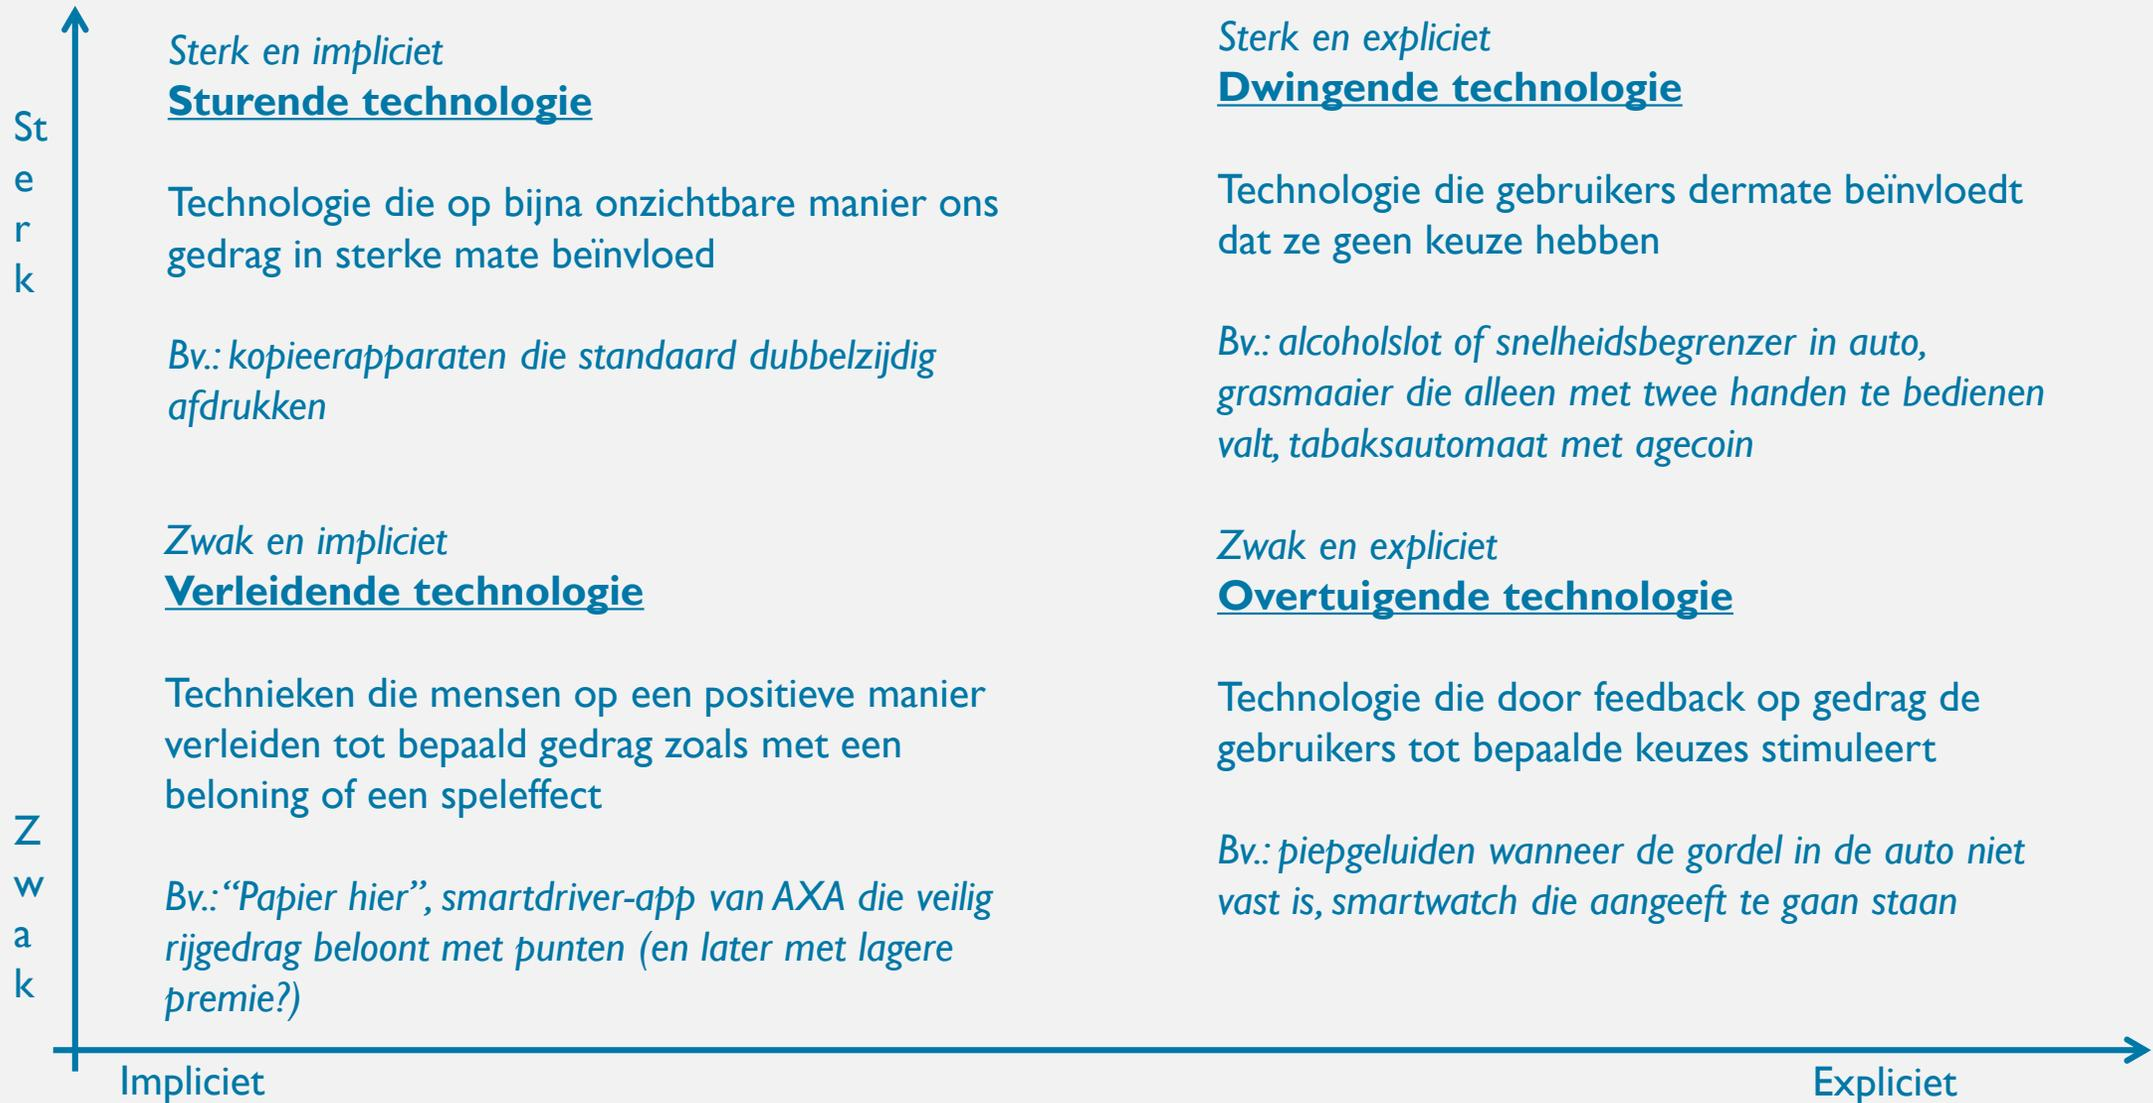 St
e
r
k
Sterk en impliciet
Sturende technologie
Technologie die op bijna onzichtbare manier ons
gedrag in sterke mate beïnvloed
Bv.: kopieerapparaten die standaard dubbelzijdig
afdrukken
Sterk en expliciet
Dwingende technologie
Technologie die gebruikers dermate beïnvloedt
dat ze geen keuze hebben
Bv.: alcoholslot of snelheidsbegrenzer in auto,
grasmaaier die alleen met twee handen te bedienen
valt, tabaksautomaat met agecoin
Z
w
a
k
Zwak en impliciet
Verleidende technologie
Technieken die mensen op een positieve manier
verleiden tot bepaald gedrag zoals met een
beloning of een speleffect
Bv.: “Papier hier”, smartdriver-app van AXA die veilig
rijgedrag beloont met punten (en later met lagere
premie?)
Zwak en expliciet
Overtuigende technologie
Technologie die door feedback op gedrag de
gebruikers tot bepaalde keuzes stimuleert
Bv.: piepgeluiden wanneer de gordel in de auto niet
vast is, smartwatch die aangeeft te gaan staan
Impliciet
Expliciet